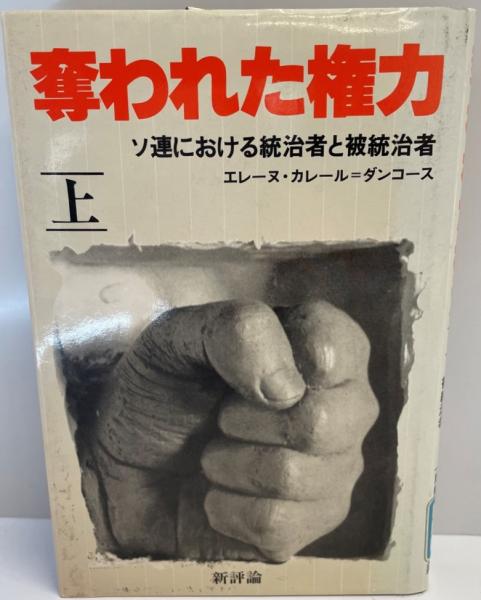 奪われた権力
ソ連における統治者と被統治者
エレーヌ・カレール＝ダンコース
上
新評論